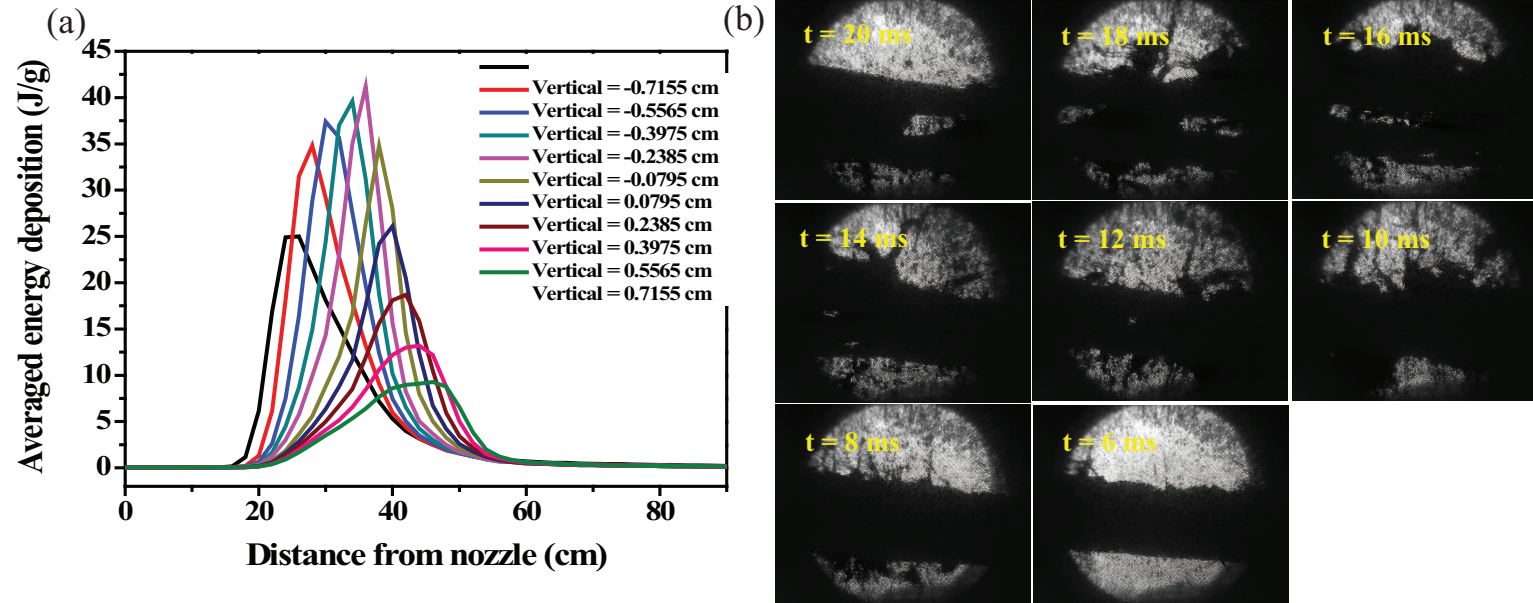 (a)
45
40
35
30
25
20
15
10
5
0
Averaged energy deposition (J/g)
0 20 40 60 80
Distance from nozzle (cm)
Vertical = -0.7155 cm
Vertical = -0.5565 cm
Vertical = -0.3975 cm
Vertical = -0.2385 cm
Vertical = -0.0795 cm
Vertical = 0.0795 cm
Vertical = 0.2385 cm
Vertical = 0.3975 cm
Vertical = 0.5565 cm
Vertical = 0.7155 cm
(b)
t = 20 ms
t = 18 ms
t = 16 ms
t = 14 ms
t = 12 ms
t = 10 ms
t = 8 ms
t = 6 ms